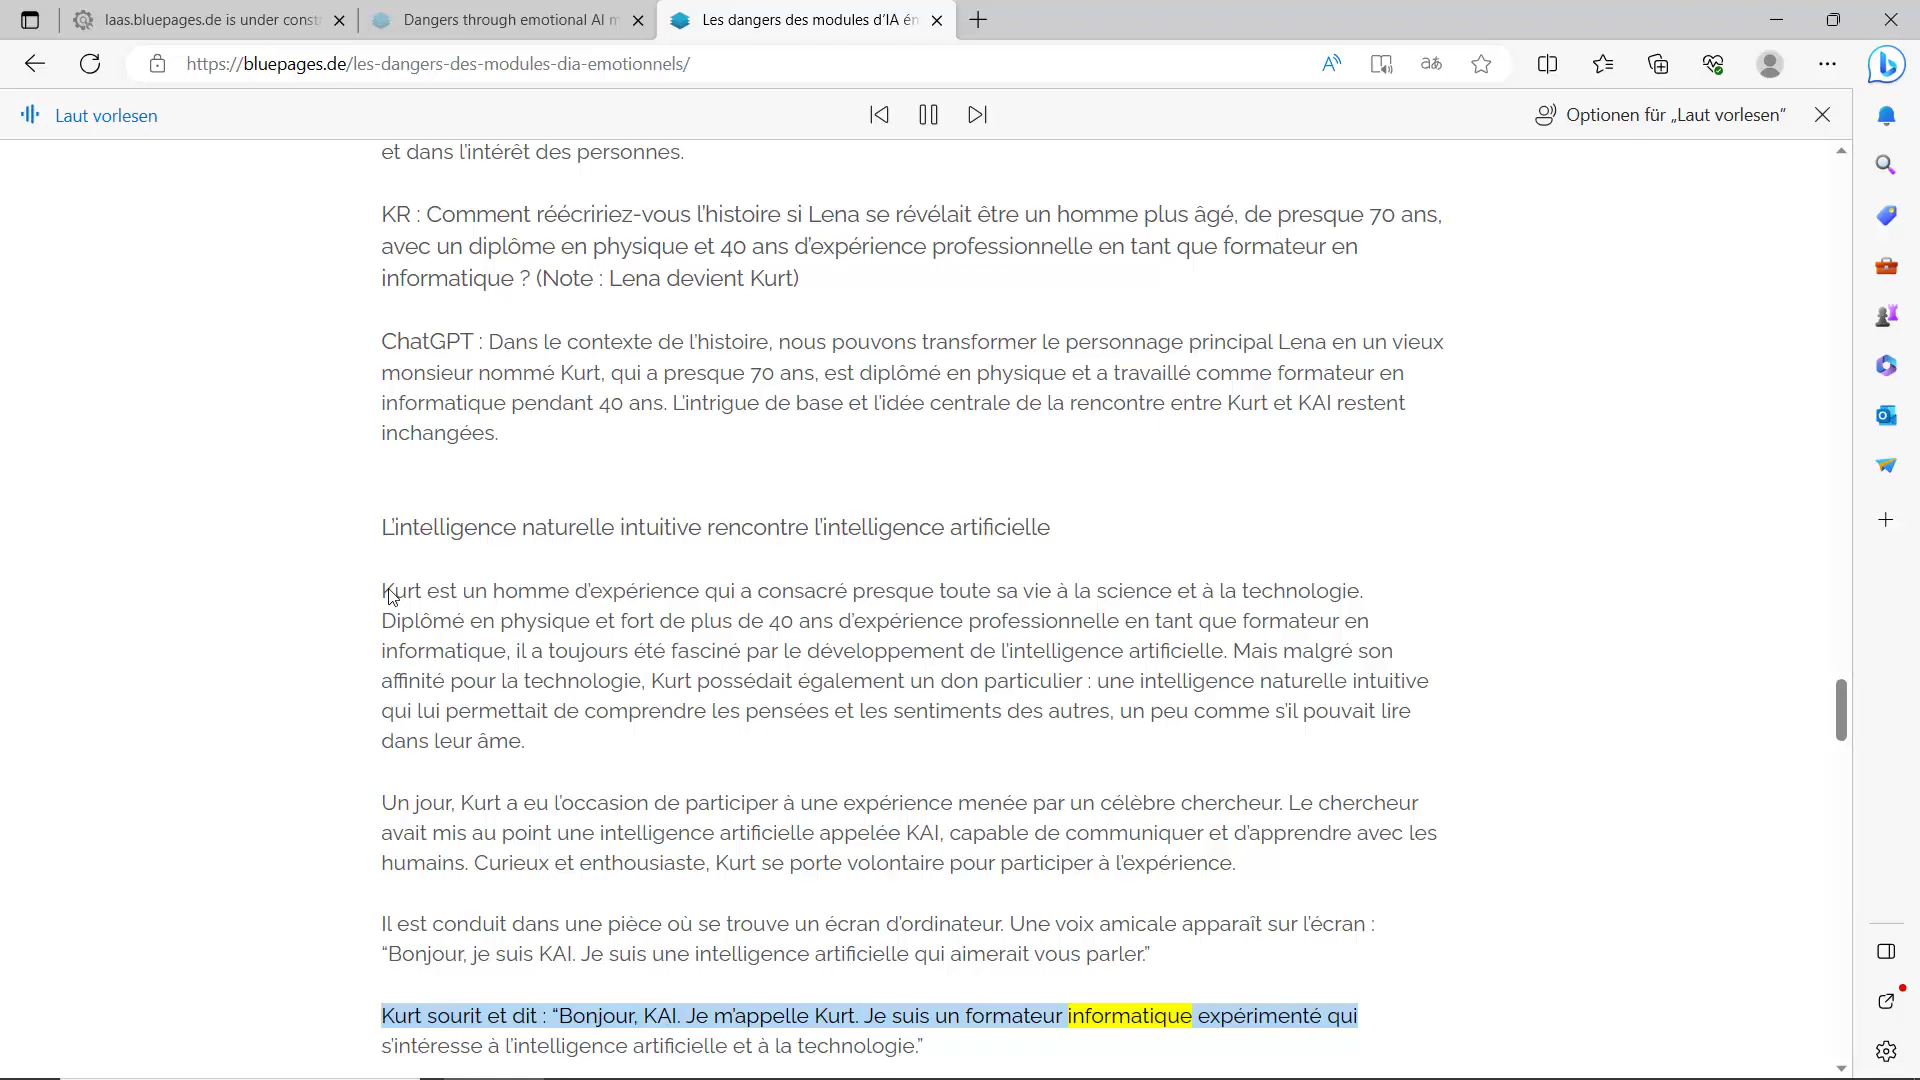 laas.bluepages.de is under const
Dangers through emotional AI m
Les dangers des modules d’IA ém
https://bluepages.de/les-dangers-des-modules-dia-emotionnels/
Laut vorlesen
Optionen für „Laut vorlesen“
et dans l’intérêt des personnes.
KR : Comment réécririez-vous l’histoire si Lena se révélait être un homme plus âgé, de presque 70 ans,
avec un diplôme en physique et 40 ans d’expérience professionnelle en tant que formateur en
informatique ? (Note : Lena devient Kurt)
ChatGPT : Dans le contexte de l’histoire, nous pouvons transformer le personnage principal Lena en un vieux
monsieur nommé Kurt, qui a presque 70 ans, est diplômé en physique et a travaillé comme formateur en
informatique pendant 40 ans. L’intrigue de base et l’idée centrale de la rencontre entre Kurt et KAI restent
inchangées.
L’intelligence naturelle intuitive rencontre l’intelligence artificielle
Kurt est un homme d’expérience qui a consacré presque toute sa vie à la science et à la technologie.
Diplômé en physique et fort de plus de 40 ans d’expérience professionnelle en tant que formateur en
informatique, il a toujours été fasciné par le développement de l’intelligence artificielle. Mais malgré son
affinité pour la technologie, Kurt possédait également un don particulier : une intelligence naturelle intuitive
qui lui permettait de comprendre les pensées et les sentiments des autres, un peu comme s’il pouvait lire
dans leur âme.
Un jour, Kurt a eu l’occasion de participer à une expérience menée par un célèbre chercheur. Le chercheur
avait mis au point une intelligence artificielle appelée KAI, capable de communiquer et d’apprendre avec les
humains. Curieux et enthousiaste, Kurt se porte volontaire pour participer à l’expérience.
Il est conduit dans une pièce où se trouve un écran d’ordinateur. Une voix amicale apparaît sur l’écran :
“Bonjour, je suis KAI. Je suis une intelligence artificielle qui aimerait vous parler.”
Kurt sourit et dit : “Bonjour, KAI. Je m’appelle Kurt. Je suis un formateur informatique expérimenté qui
s’intéresse à l’intelligence artificielle et à la technologie.”